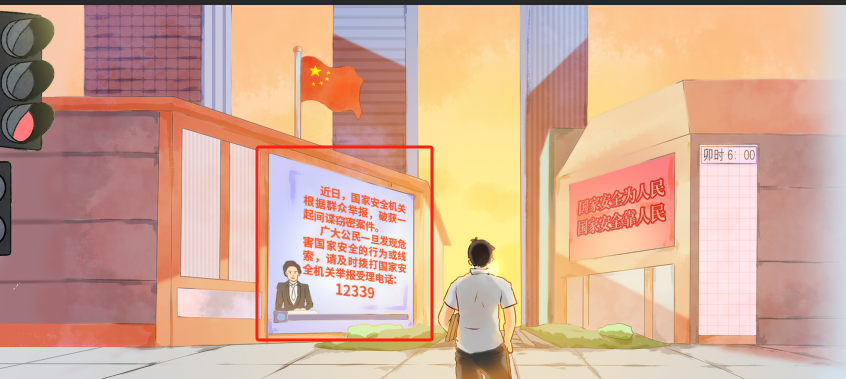 近日，国家安全机关
根据群众举报，破获一
起间谍窃密案件。
广大公民一旦发现危
害国家安全的行为或线
索，请及时拨打国家安
全机关举报受理电话：
12339
国家安全为人民
国家安全靠人民
卯时 6：00